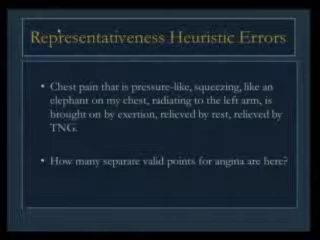 Representativeness Heuristic Errors
• Chest pain that is pressure-like, squeezing, like an
elephant on my chest, radiating to the left arm, is
brought on by exertion, relieved by rest, relieved by
TNG.
• How many separate valid points for angina are here?